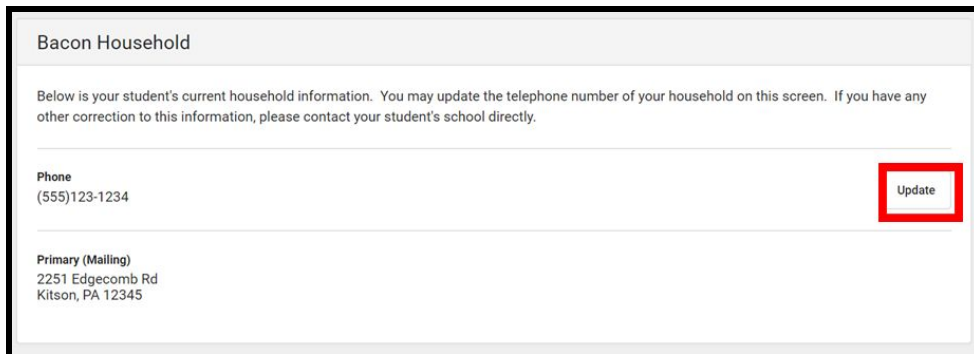 Bacon Household
Below is your student's current household information.  You may update the telephone number of your household on this screen.  If you have any
other correction to this information, please contact your student's school directly.
Phone
(555)123-1234
Update
Primary (Mailing)
2251 Edgecomb Rd
Kitson, PA 12345